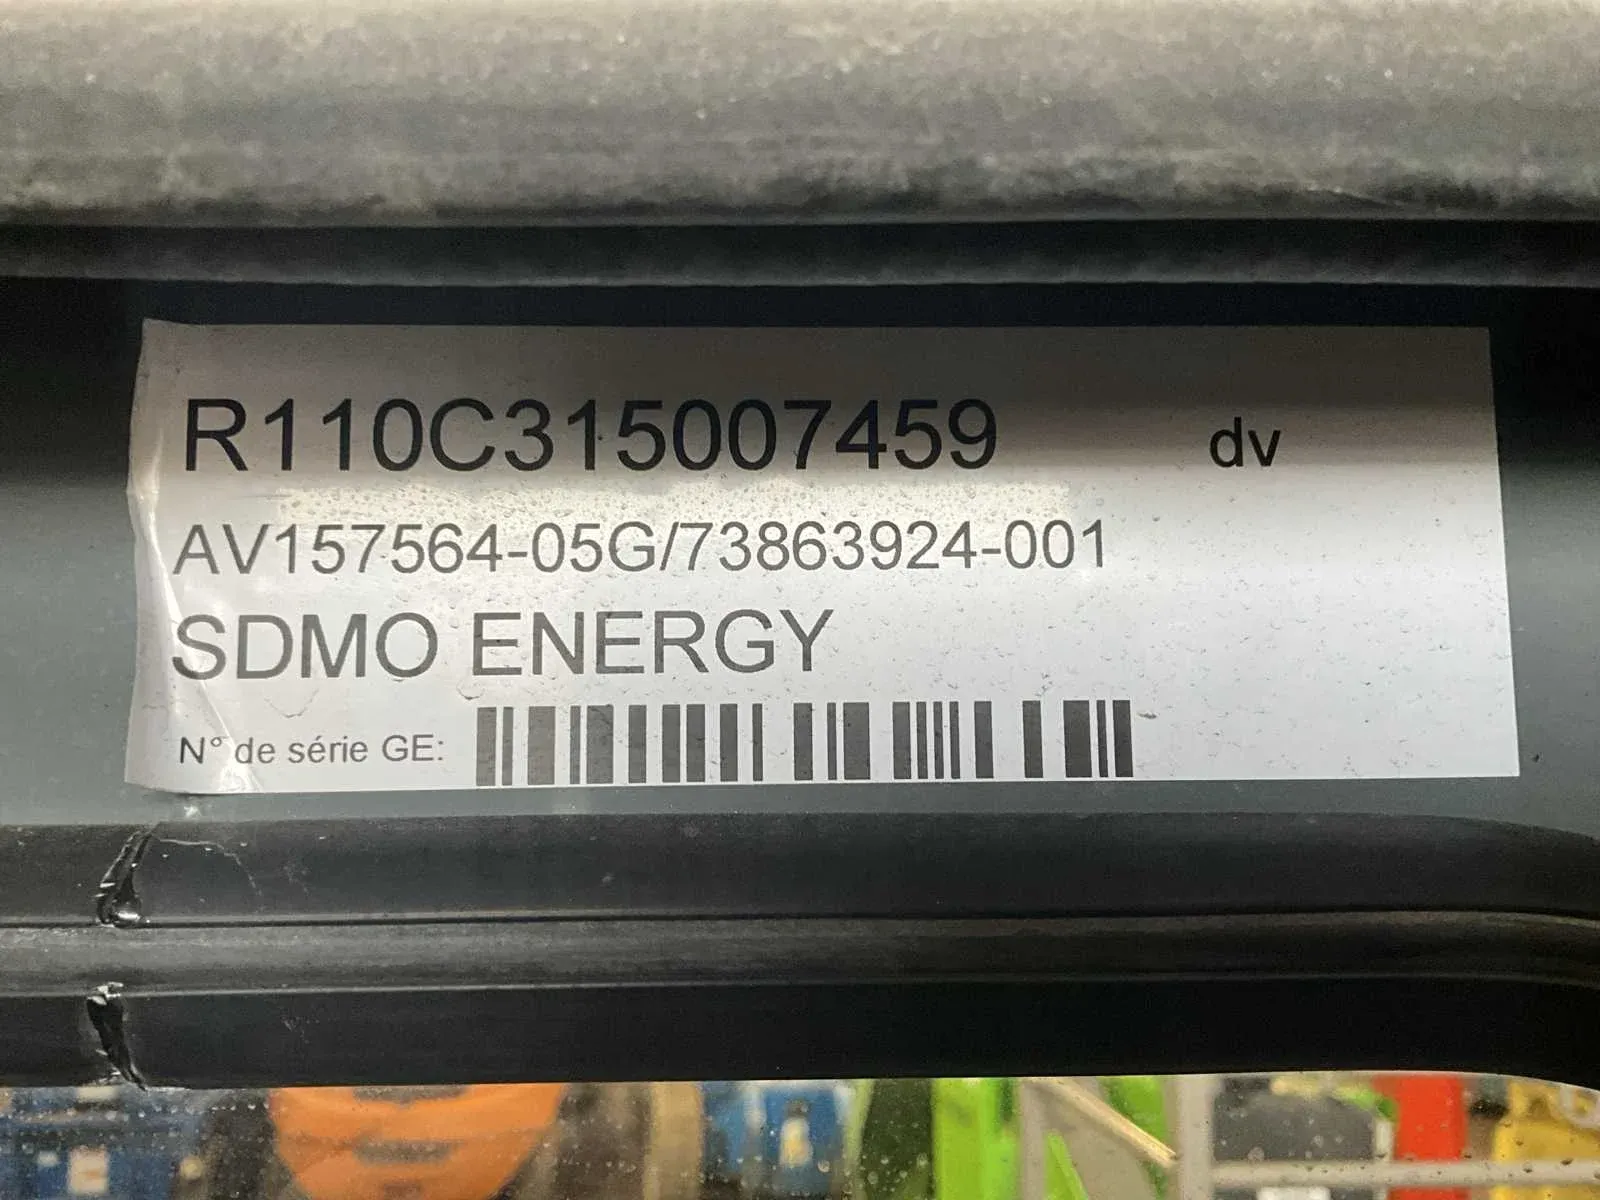 R110C315007459 dv
AV157564-05G/73863924-001
SDMO ENERGY
N° de série GE: